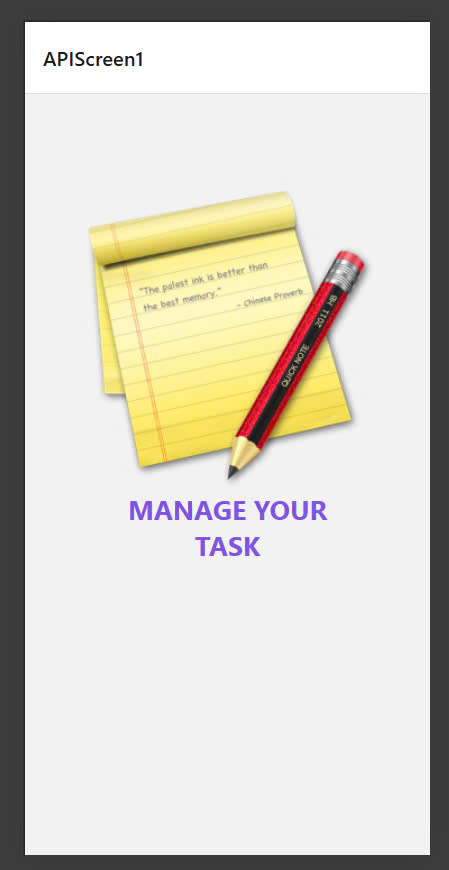 APIScreen1
"The palest ink is better than
the best memory."
- Chinese Proverb
QUICK NOTE 2011 HB
MANAGE YOUR
TASK